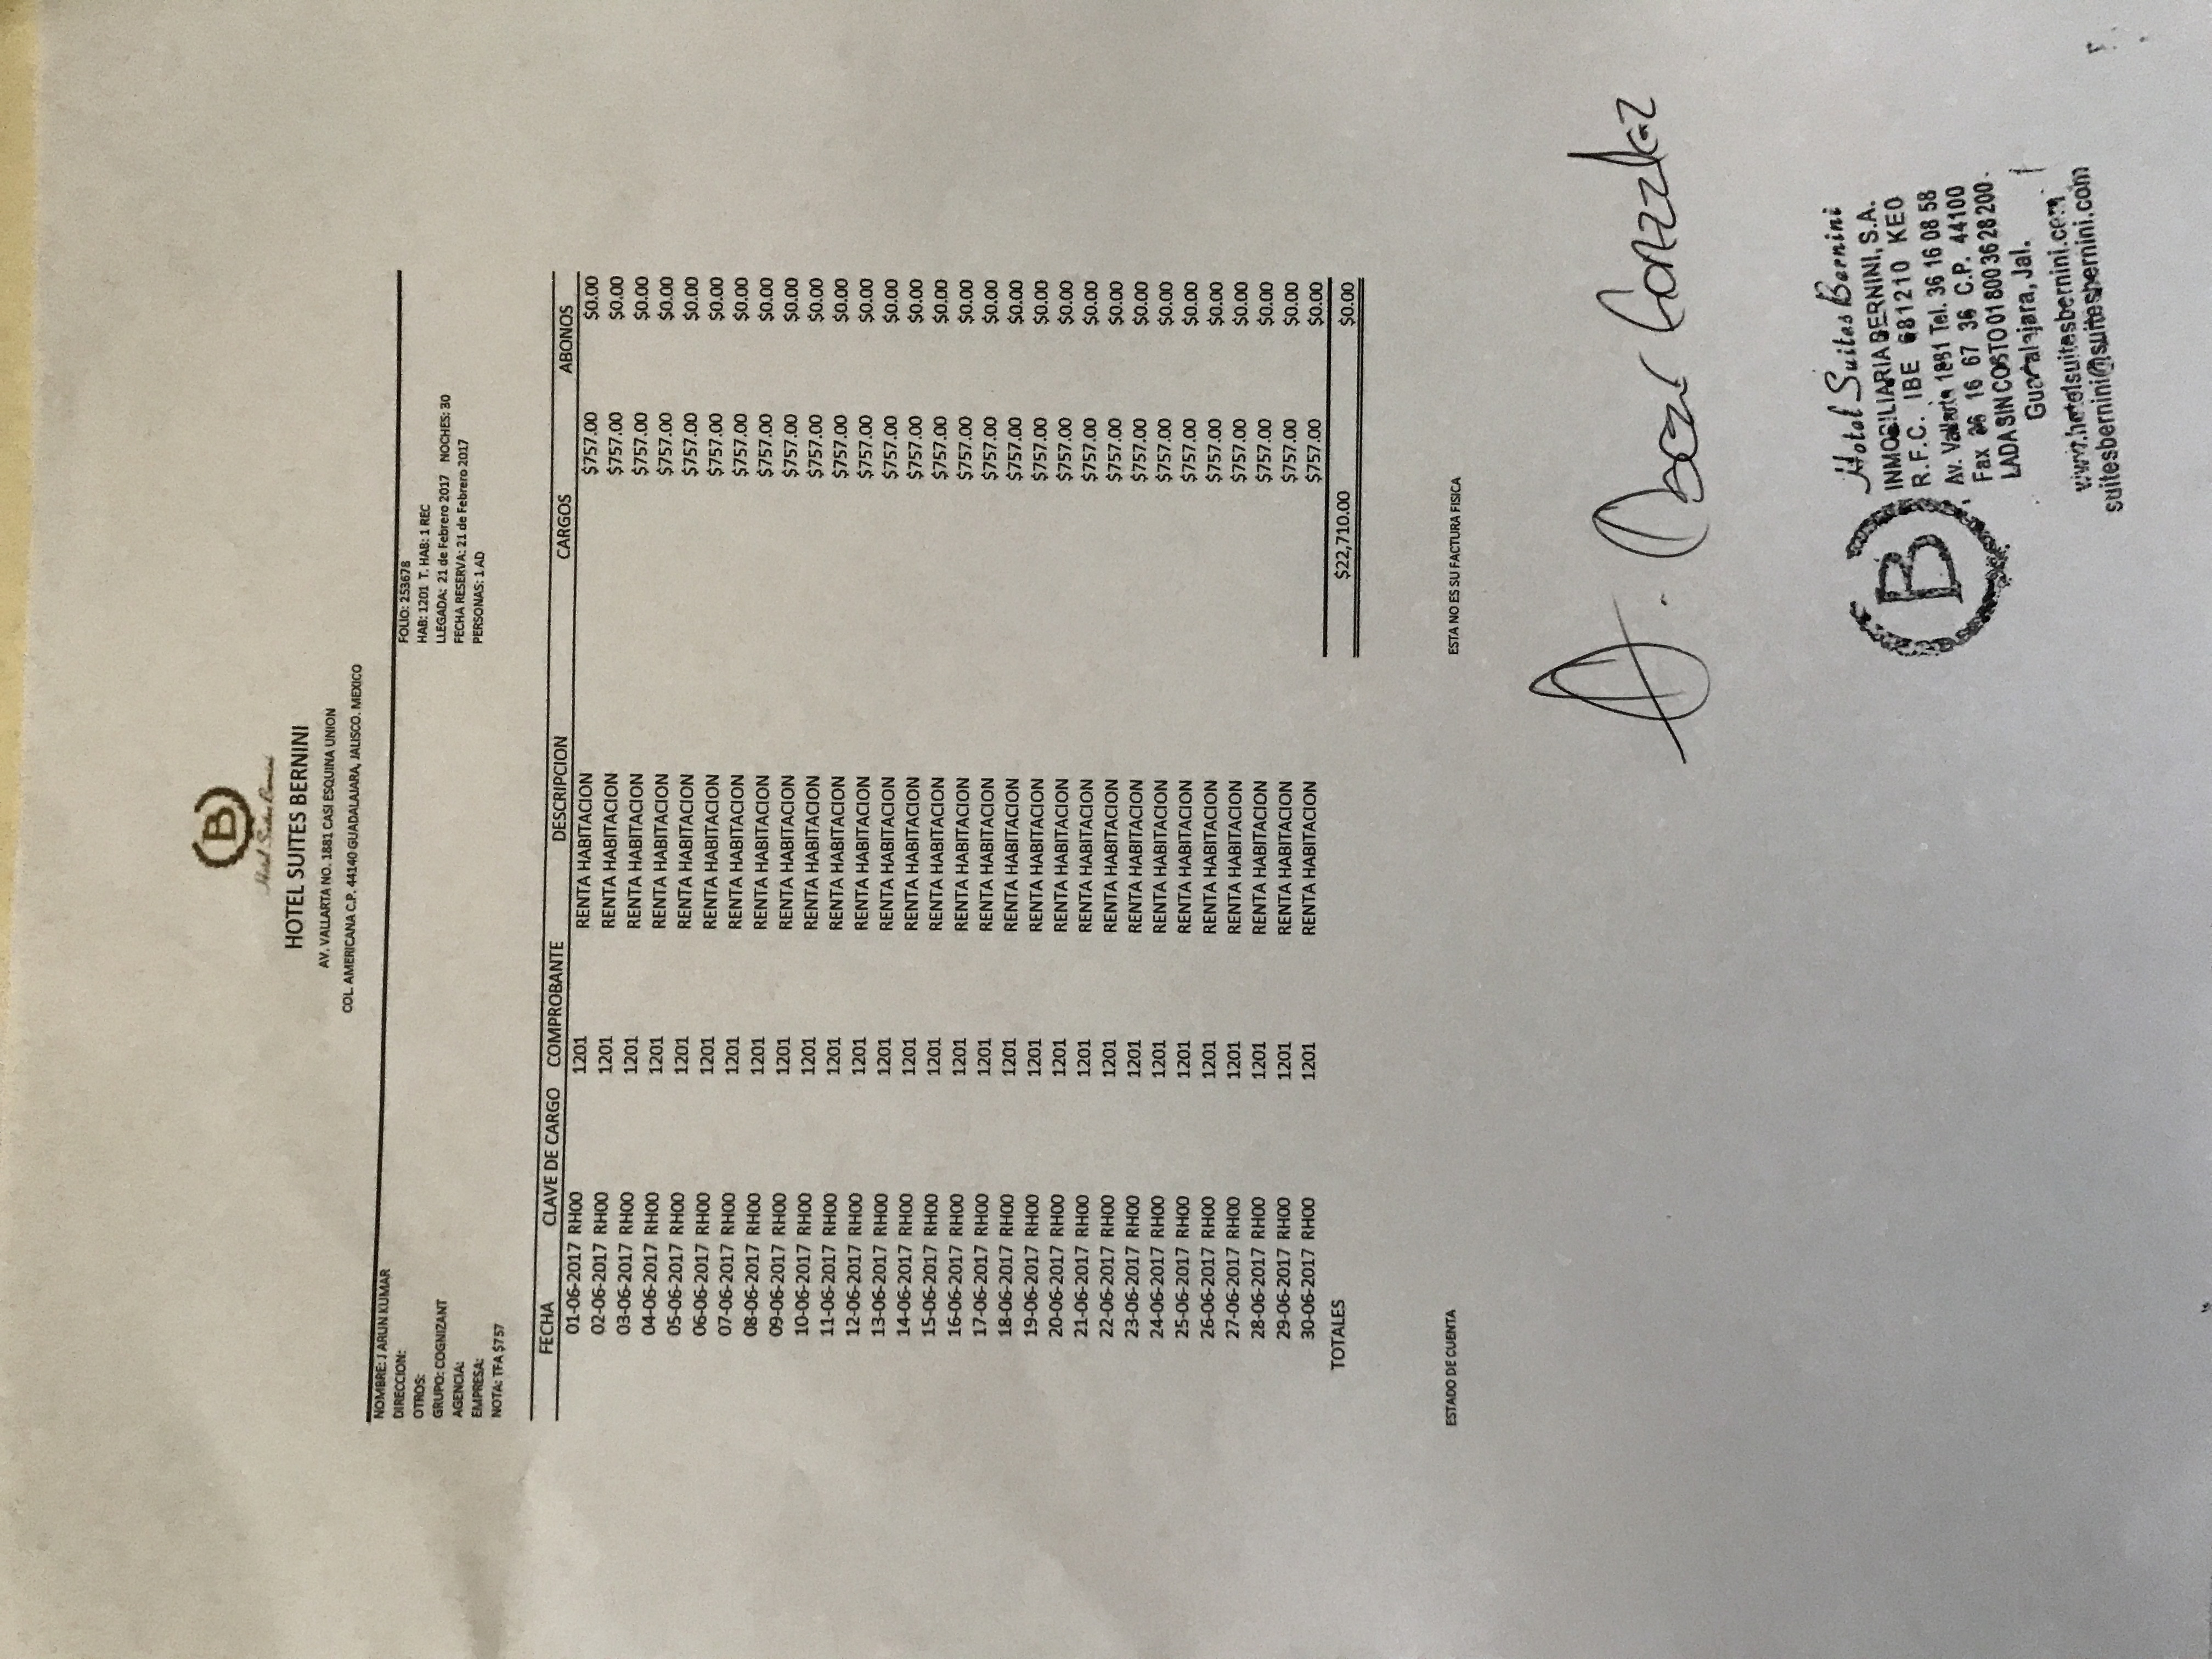 B
Hotel Suites Bernini
HOTEL SUITES BERNINI
AV. VALLARTA NO. 1881 CASI ESQUINA UNION
COL. AMERICANA C.P. 44140 GUADALAJARA, JALISCO. MEXICO
NOMBRE: J ARUN KUMAR
DIRECCION:
OTROS:
GRUPO: COGNIZANT
AGENCIA:
EMPRESA:
NOTA: TFA $757
FOLIO: 253678
HAB: 1201 T. HAB: 1 REC
LLEGADA: 21 de Febrero 2017 NOCHES: 30
FECHA RESERVA: 21 de Febrero 2017
PERSONAS: 1 AD
FECHA CLAVE DE CARGO COMPROBANTE DESCRIPCION CARGOS ABONOS
01-06-2017 RH00 1201 RENTA HABITACION $757.00 $0.00
02-06-2017 RH00 1201 RENTA HABITACION $757.00 $0.00
03-06-2017 RH00 1201 RENTA HABITACION $757.00 $0.00
04-06-2017 RH00 1201 RENTA HABITACION $757.00 $0.00
05-06-2017 RH00 1201 RENTA HABITACION $757.00 $0.00
06-06-2017 RH00 1201 RENTA HABITACION $757.00 $0.00
07-06-2017 RH00 1201 RENTA HABITACION $757.00 $0.00
08-06-2017 RH00 1201 RENTA HABITACION $757.00 $0.00
09-06-2017 RH00 1201 RENTA HABITACION $757.00 $0.00
10-06-2017 RH00 1201 RENTA HABITACION $757.00 $0.00
11-06-2017 RH00 1201 RENTA HABITACION $757.00 $0.00
12-06-2017 RH00 1201 RENTA HABITACION $757.00 $0.00
13-06-2017 RH00 1201 RENTA HABITACION $757.00 $0.00
14-06-2017 RH00 1201 RENTA HABITACION $757.00 $0.00
15-06-2017 RH00 1201 RENTA HABITACION $757.00 $0.00
16-06-2017 RH00 1201 RENTA HABITACION $757.00 $0.00
17-06-2017 RH00 1201 RENTA HABITACION $757.00 $0.00
18-06-2017 RH00 1201 RENTA HABITACION $757.00 $0.00
19-06-2017 RH00 1201 RENTA HABITACION $757.00 $0.00
20-06-2017 RH00 1201 RENTA HABITACION $757.00 $0.00
21-06-2017 RH00 1201 RENTA HABITACION $757.00 $0.00
22-06-2017 RH00 1201 RENTA HABITACION $757.00 $0.00
23-06-2017 RH00 1201 RENTA HABITACION $757.00 $0.00
24-06-2017 RH00 1201 RENTA HABITACION $757.00 $0.00
25-06-2017 RH00 1201 RENTA HABITACION $757.00 $0.00
26-06-2017 RH00 1201 RENTA HABITACION $757.00 $0.00
27-06-2017 RH00 1201 RENTA HABITACION $757.00 $0.00
28-06-2017 RH00 1201 RENTA HABITACION $757.00 $0.00
29-06-2017 RH00 1201 RENTA HABITACION $757.00 $0.00
30-06-2017 RH00 1201 RENTA HABITACION $757.00 $0.00
TOTALES $22,710.00 $0.00
ESTADO DE CUENTA ESTA NO ES SU FACTURA FISICA
Oscar González
B
Hotel Suites Bernini
INMOBILIARIA BERNINI, S.A.
R.F.C. IBE 681210 KE0
Av. Vallarta 1881 Tel. 36 16 08 58
Fax 36 16 67 36 C.P. 44100
LADA SIN COSTO 01 800 36 28 200
Guadalajara, Jal.
www.hotelsuitesbernini.com
suitesbernini@suitesbernini.com